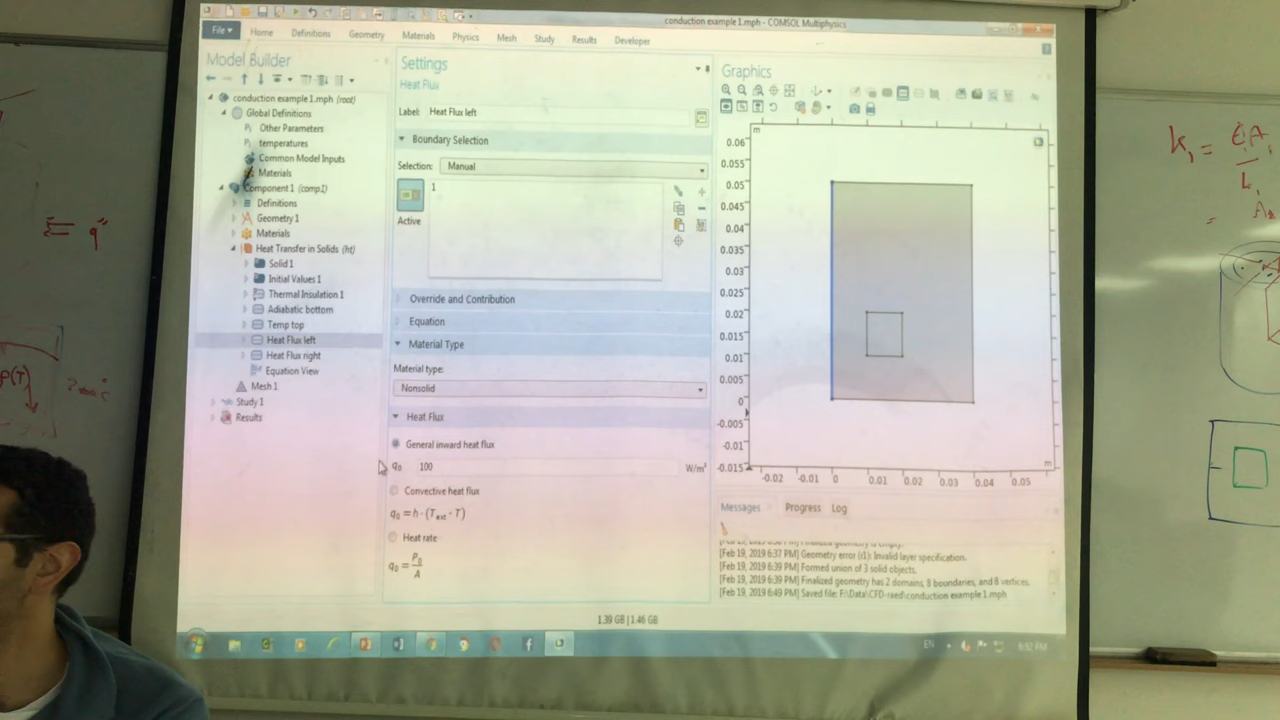 conduction example 1.mph - COMSOL Multiphysics
File Home Definitions Geometry Materials Physics Mesh Study Results Developer
Model Builder
conduction example 1.mph (root)
Global Definitions
Other Parameters
temperatures
Common Model Inputs
Materials
Component 1 (comp1)
Definitions
Geometry 1
Materials
Heat Transfer in Solids (ht)
Solid 1
Initial Values 1
Thermal Insulation 1
Adiabatic bottom
Temp top
Heat Flux left
Heat Flux right
Equation View
Mesh 1
Study 1
Results
Settings
Heat Flux
Label: Heat Flux left
Boundary Selection
Selection: Manual
1
Active
Override and Contribution
Equation
Material Type
Material type:
Nonsolid
Heat Flux
General inward heat flux
q₀ 100 W/m²
Convective heat flux
q₀ = h · (Text - T)
Heat rate
q₀ = P₀
A
Graphics
m
0.06
0.055
0.05
0.045
0.04
0.035
0.03
0.025
0.02
0.015
0.01
0.005
0
-0.005
-0.01
-0.015
m
-0.02 -0.01 0 0.01 0.02 0.03 0.04 0.05
Messages Progress Log
[Feb 19, 2019 6:37 PM] Geometry error (r1): Invalid layer specification.
[Feb 19, 2019 6:39 PM] Formed union of 3 solid objects.
[Feb 19, 2019 6:39 PM] Finalized geometry has 2 domains, 8 boundaries, and 8 vertices.
[Feb 19, 2019 6:49 PM] Saved file: F:\Data\CFD-raed\conduction example 1.mph
1.39 GB | 1.46 GB
EN 6:52 PM
q"